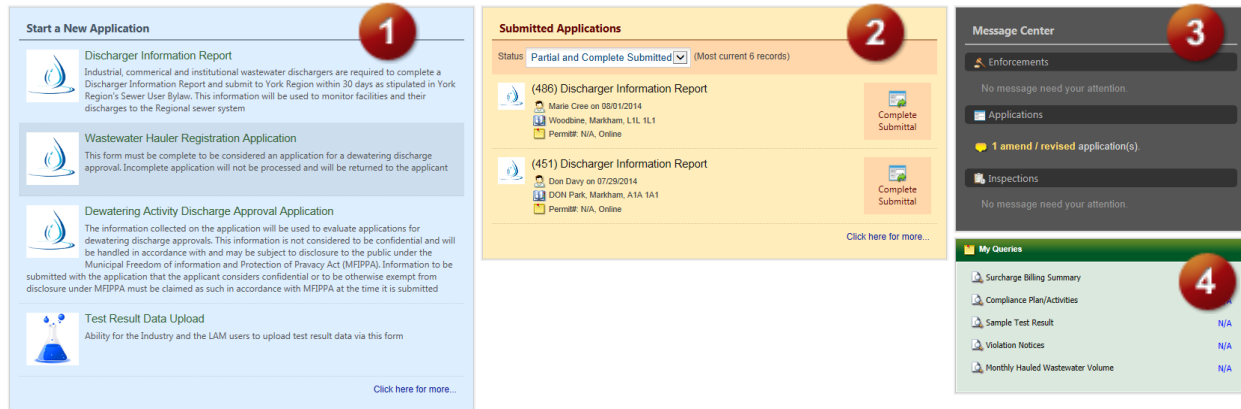 Start a New Application
1
Discharger Information Report
Industrial, commerical and institutional wastewater dischargers are required to complete a
Discharger Information Report and submit to York Region within 30 days as stipulated in York
Region's Sewer User Bylaw. This information will be used to monitor facilities and their
discharges to the Regional sewer system
Wastewater Hauler Registration Application
This form must be complete to be considered an application for a dewatering discharge
approval. Incomplete application will not be processed and will be returned to the applicant
Dewatering Activity Discharge Approval Application
The information collected on the application will be used to evaluate applications for
dewatering discharge approvals. This information is not considered to be confidential and will
be handled in accordance with and may be subject to disclosure to the public under the
Municipal Freedom of information and Protection of Pravacy Act (MFIPPA). Information to be
submitted with the application that the applicant considers confidential or to be otherwise exempt from
disclosure under MFIPPA must be claimed as such in accordance with MFIPPA at the time it is submitted
Test Result Data Upload
Ability for the Industry and the LAM users to upload test result data via this form
Click here for more...
Submitted Applications
2
Status Partial and Complete Submitted (Most current 6 records)
(486) Discharger Information Report
Marie Cree on 08/01/2014
Woodbine, Markham, L1L 1L1
Permit#: N/A, Online
Complete
Submittal
(451) Discharger Information Report
Don Davy on 07/29/2014
DON Park, Markham, A1A 1A1
Permit#: N/A, Online
Complete
Submittal
Click here for more...
Message Center
3
Enforcements
No message need your attention.
Applications
1 amend / revised application(s).
Inspections
No message need your attention.
My Queries
4
Surcharge Billing Summary
Compliance Plan/Activities
Sample Test Result N/A
Violation Notices N/A
Monthly Hauled Wastewater Volume N/A